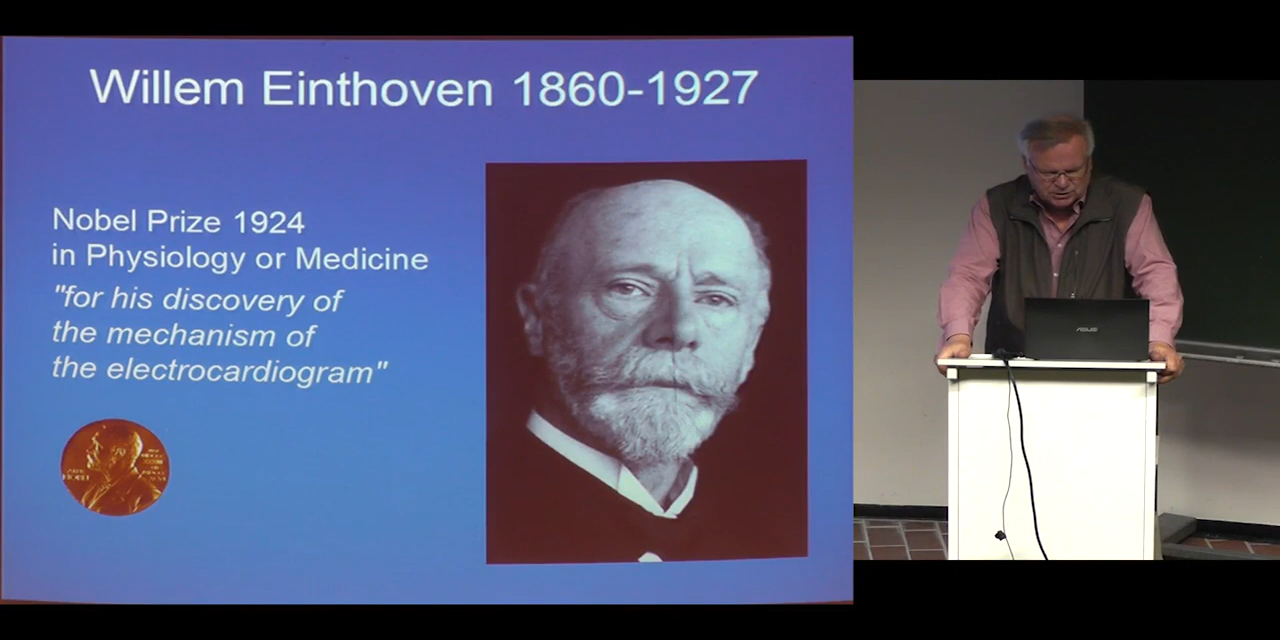 Willem Einthoven 1860-1927
Nobel Prize 1924
in Physiology or Medicine
"for his discovery of
the mechanism of
the electrocardiogram"
NOBEL
ASUS